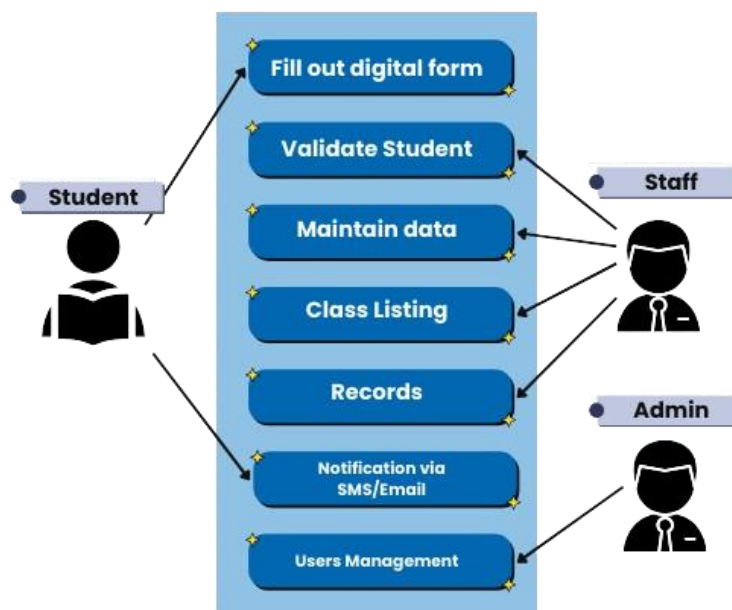 Fill out digital form
Validate Student
Student
Staff
Maintain data
Class Listing
Records
Admin
Notification via
SMS/Email
Users Management